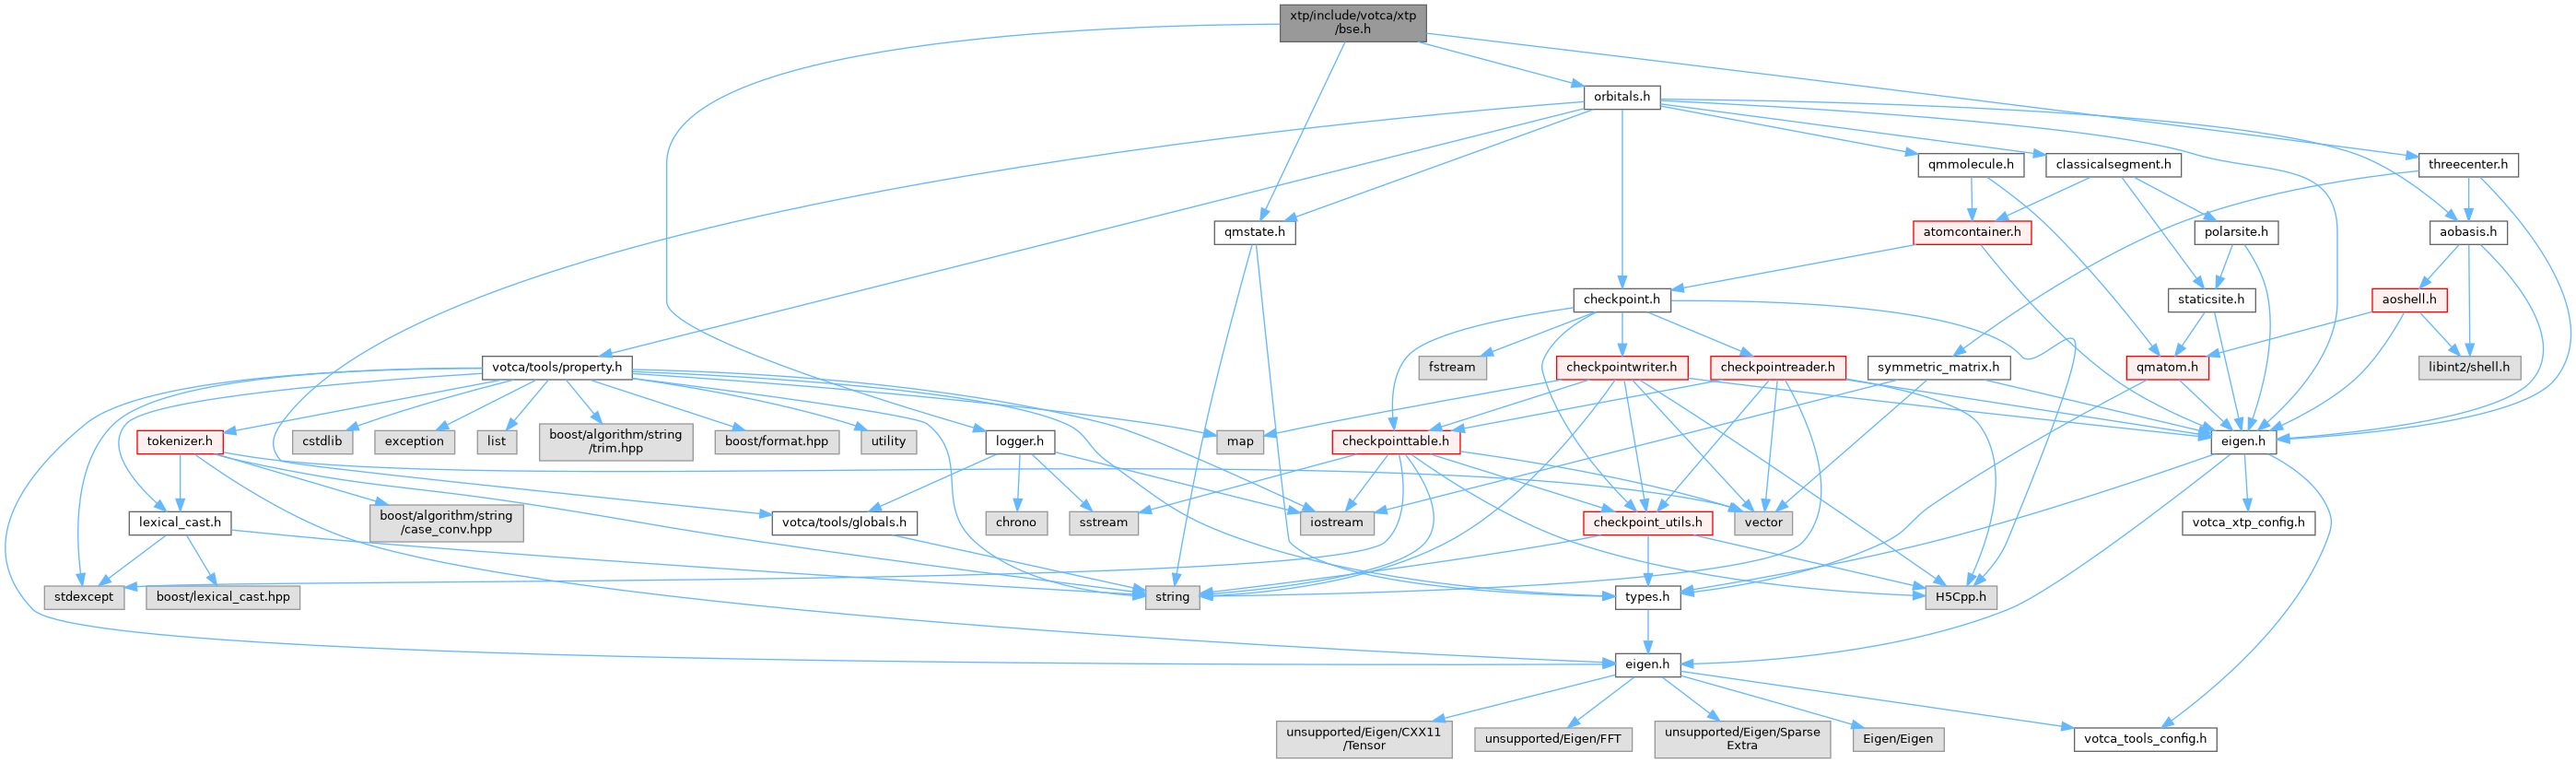 xtp/include/votca/xtp
/bse.h
orbitals.h
qmmolecule.h
classicalsegment.h
threecenter.h
qmstate.h
atomcontainer.h
polarsite.h
aobasis.h
checkpoint.h
staticsite.h
aoshell.h
votca/tools/property.h
fstream
checkpointwriter.h
checkpointreader.h
symmetric_matrix.h
qmatom.h
libint2/shell.h
tokenizer.h
cstdlib
exception
list
boost/algorithm/string
/trim.hpp
boost/format.hpp
utility
logger.h
map
checkpointtable.h
eigen.h
lexical_cast.h
boost/algorithm/string
/case_conv.hpp
votca/tools/globals.h
chrono
sstream
iostream
checkpoint_utils.h
vector
votca_xtp_config.h
stdexcept
boost/lexical_cast.hpp
string
types.h
H5Cpp.h
eigen.h
unsupported/Eigen/CXX11
/Tensor
unsupported/Eigen/FFT
unsupported/Eigen/Sparse
Extra
Eigen/Eigen
votca_tools_config.h